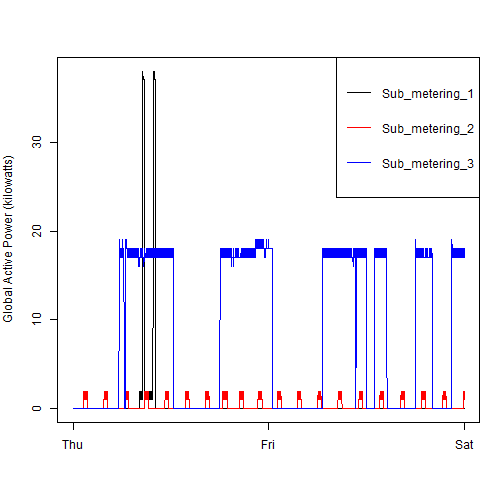 Global Active Power (kilowatts)
30
20
10
0
Sub_metering_1
Sub_metering_2
Sub_metering_3
Thu
Fri
Sat